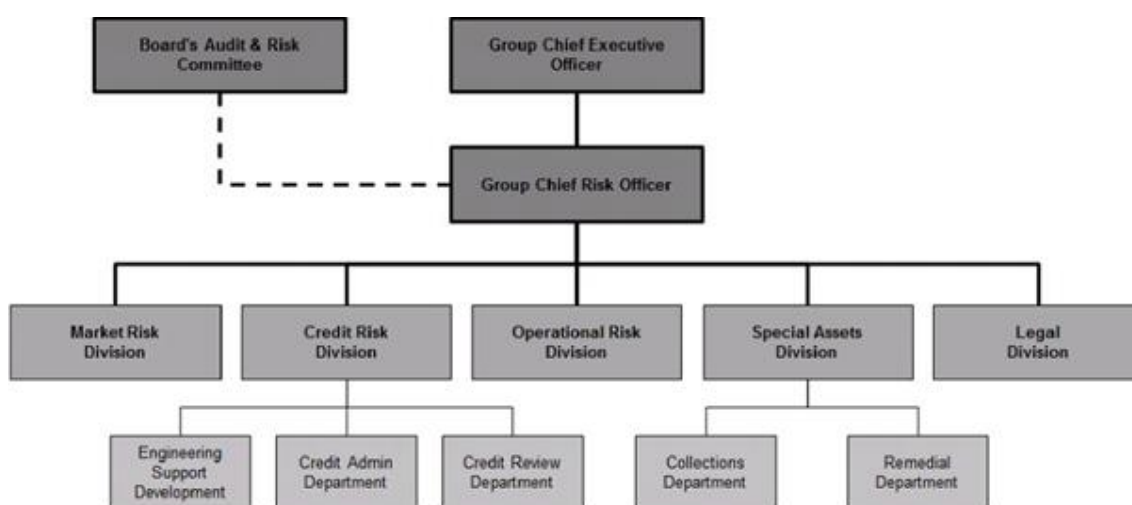 Board's Audit & Risk
Committee
Group Chief Executive
Officer
Group Chief Risk Officer
Market Risk
Division
Credit Risk
Division
Operational Risk
Division
Special Assets
Division
Legal
Division
Engineering
Support
Development
Credit Admin
Department
Credit Review
Department
Collections
Department
Remedial
Department